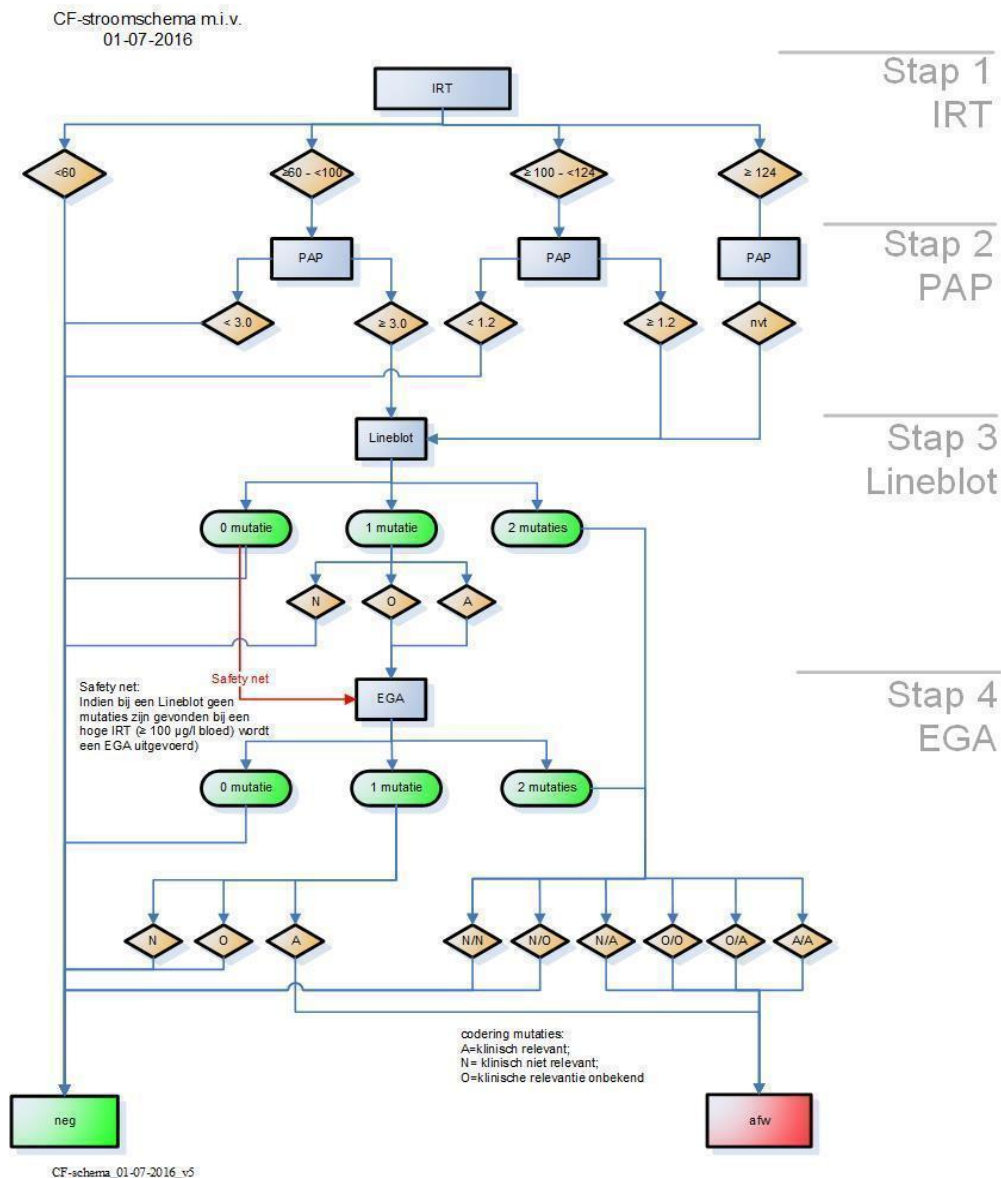 CF-stroomschema m.i.v.
01-07-2016
Stap 1
IRT
IRT
<60
≥60 - <100
≥ 100 - <124
≥ 124
Stap 2
PAP
PAP
PAP
PAP
< 3.0
≥ 3.0
< 1.2
≥ 1.2
nvt
Stap 3
Lineblot
Lineblot
0 mutatie
1 mutatie
2 mutaties
N
O
A
Safety net
Stap 4
EGA
Safety net:
Indien bij een Lineblot geen
mutaties zijn gevonden bij een
hoge IRT (≥ 100 µg/l bloed) wordt
een EGA uitgevoerd)
EGA
0 mutatie
1 mutatie
2 mutaties
N
O
A
N/N
N/O
N/A
O/O
O/A
A/A
codering mutaties:
A=klinisch relevant;
N= klinisch niet relevant;
O=klinische relevantie onbekend
neg
afw
CF-schema_01-07-2016_v5